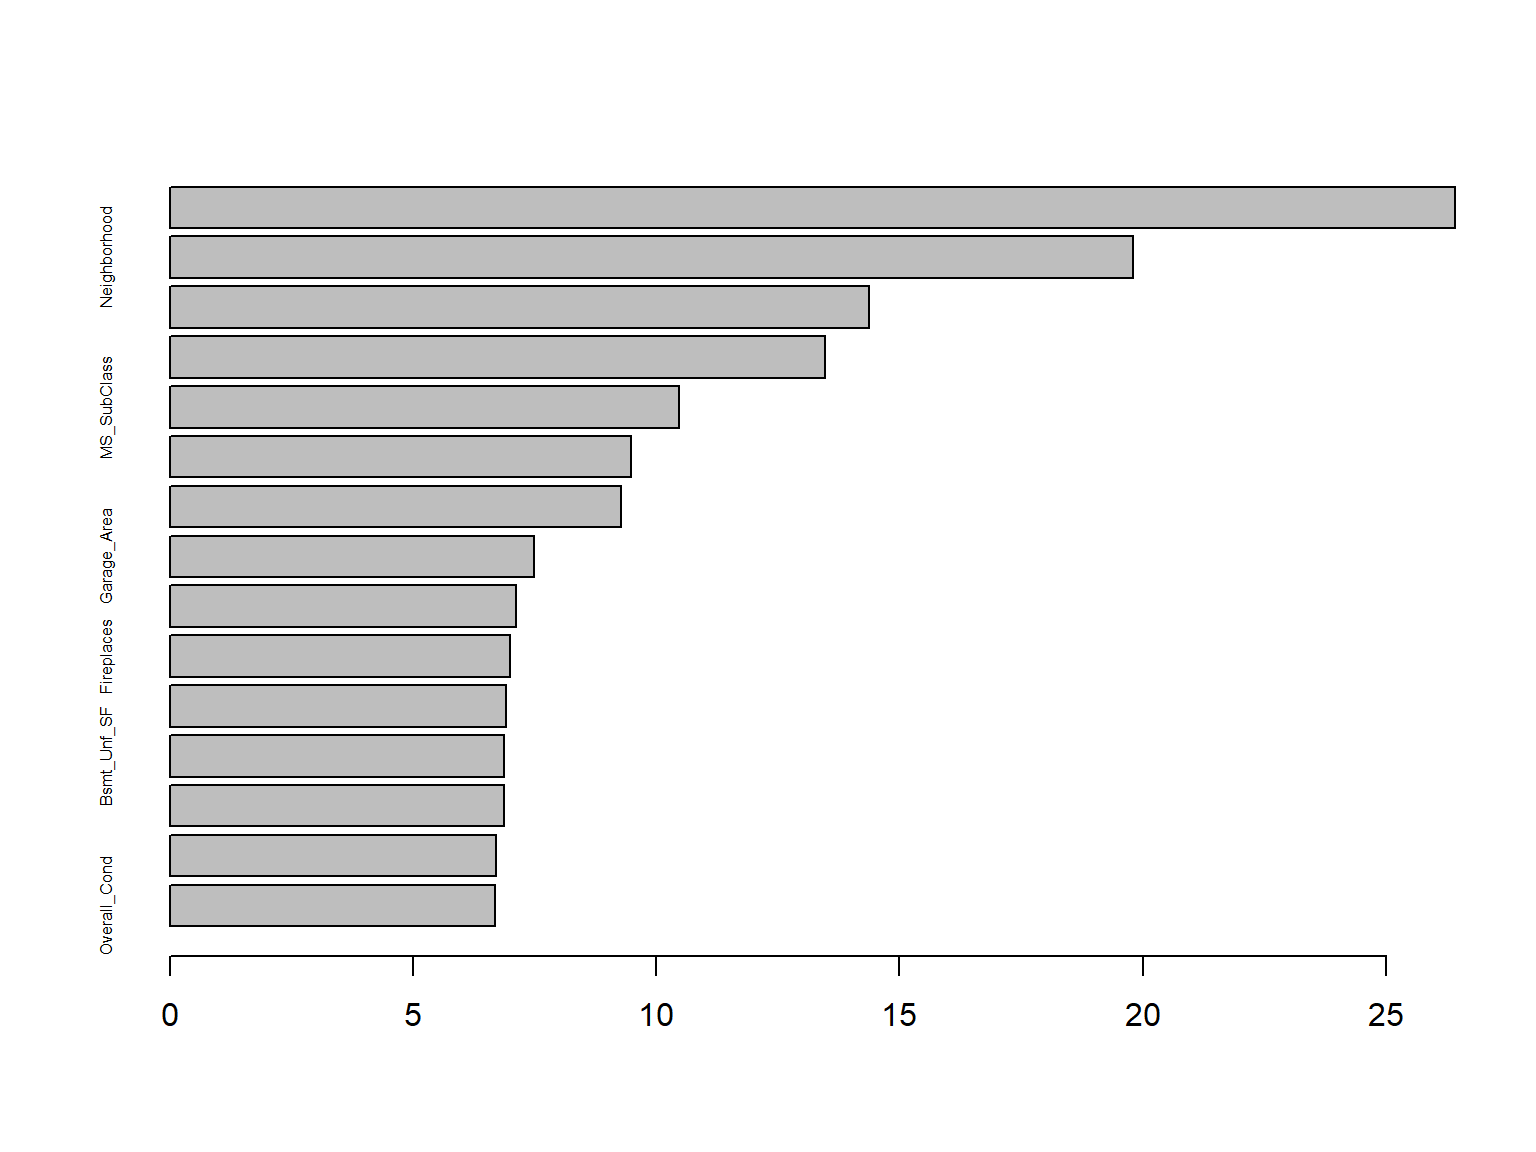 Neighborhood
MS_SubClass
Garage_Area
Fireplaces
Bsmt_Unf_SF
Overall_Cond
0 5 10 15 20 25